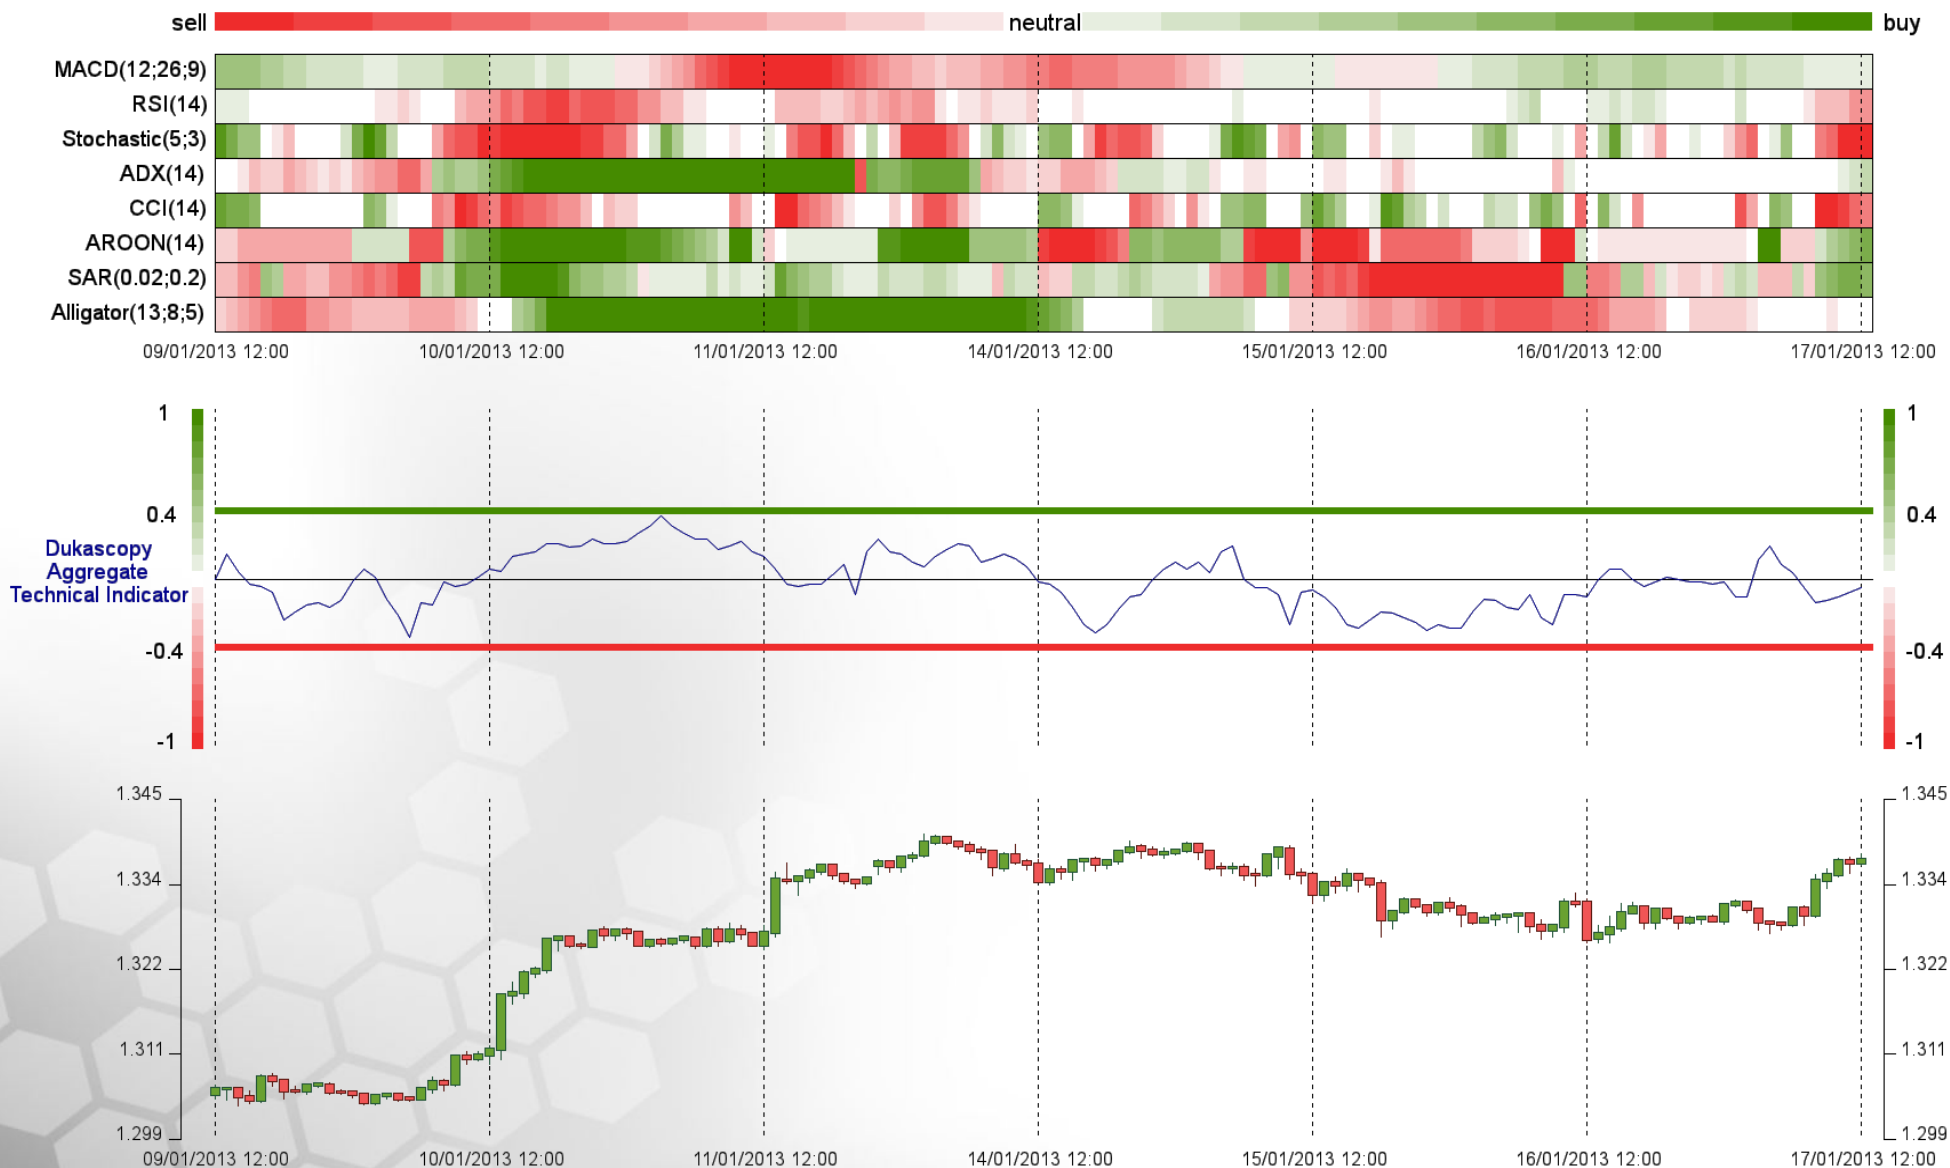 sell neutral buy
MACD(12;26;9)
RSI(14)
Stochastic(5;3)
ADX(14)
CCI(14)
AROON(14)
SAR(0.02;0.2)
Alligator(13;8;5)
09/01/2013 12:00 10/01/2013 12:00 11/01/2013 12:00 14/01/2013 12:00 15/01/2013 12:00 16/01/2013 12:00 17/01/2013 12:00
1 1
0.4 0.4
Dukascopy
Aggregate
Technical Indicator
-0.4 -0.4
-1 -1
1.345 1.345
1.334 1.334
1.322 1.322
1.311 1.311
1.299 1.299
09/01/2013 12:00 10/01/2013 12:00 11/01/2013 12:00 14/01/2013 12:00 15/01/2013 12:00 16/01/2013 12:00 17/01/2013 12:00